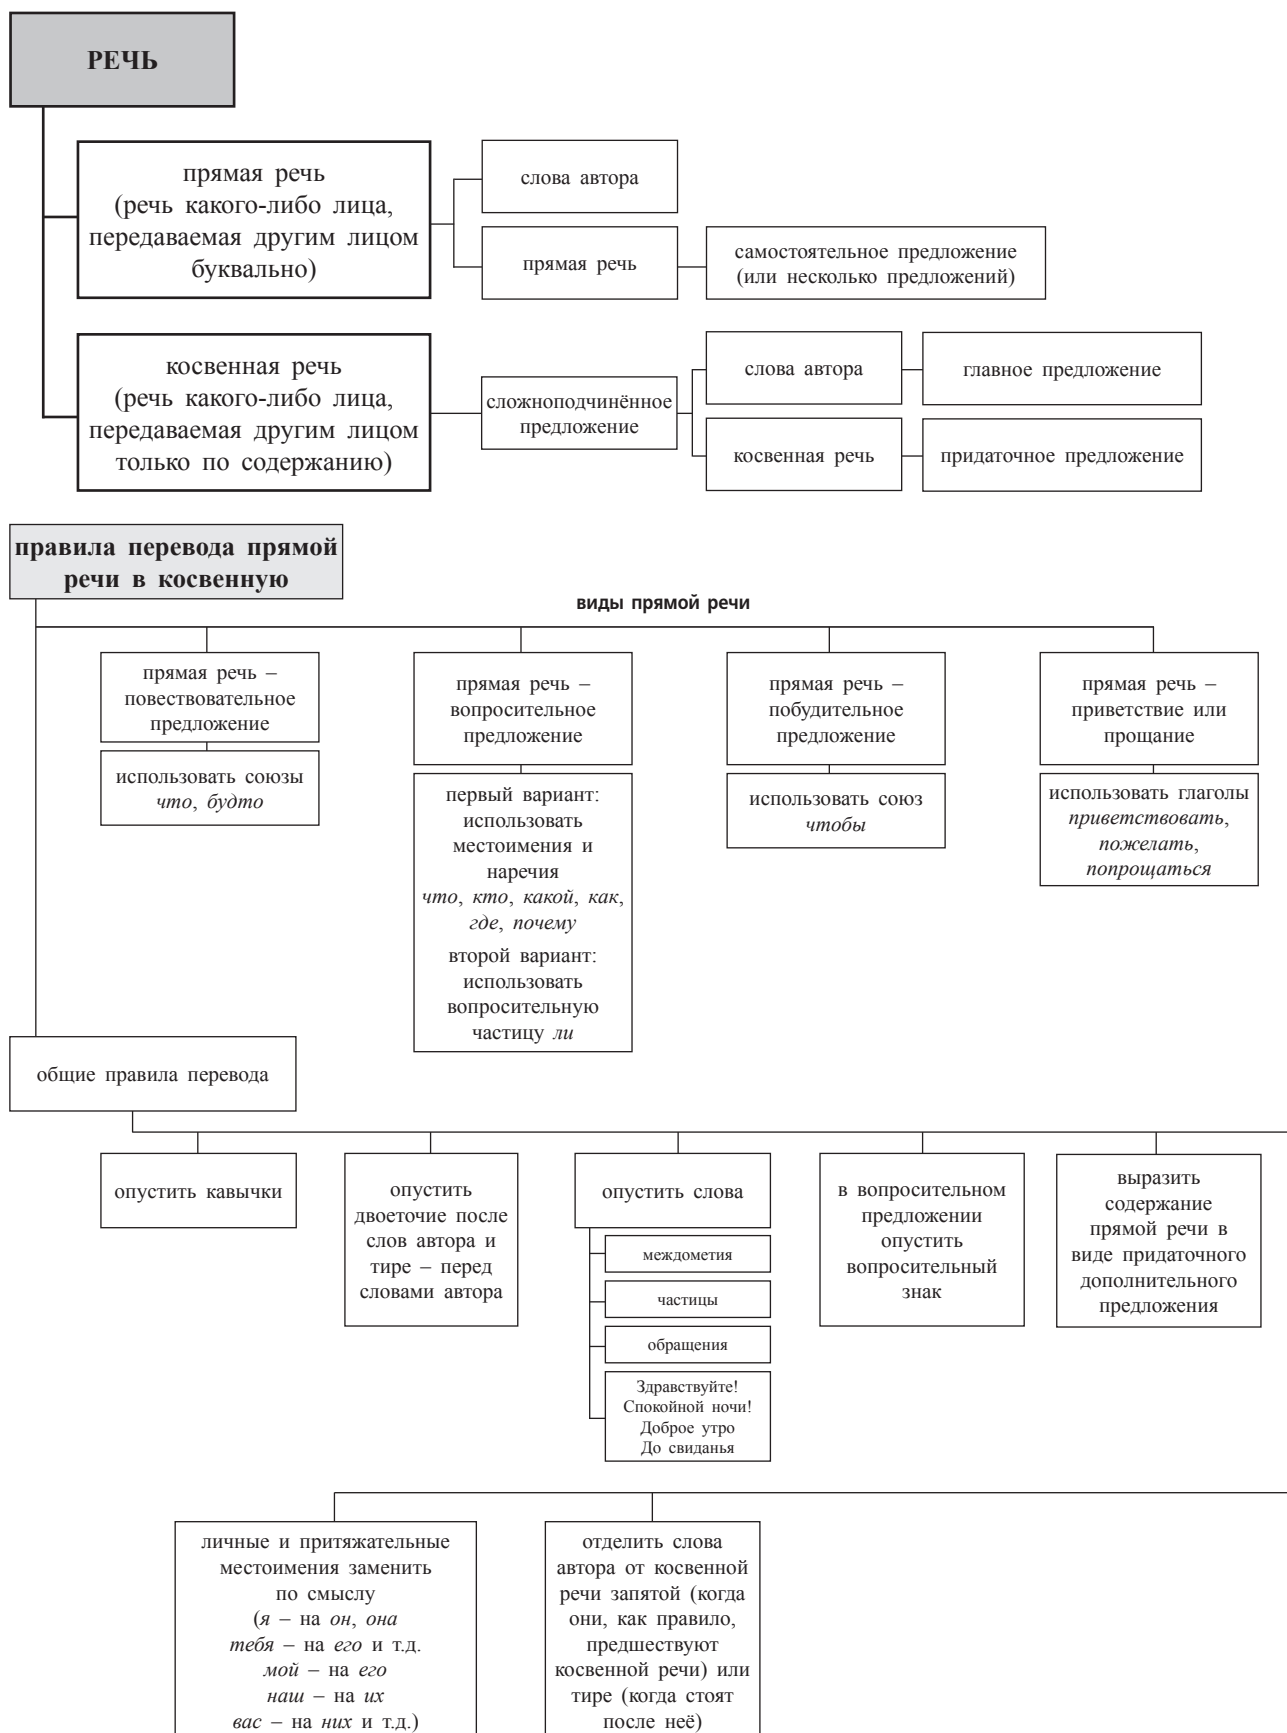 РЕЧЬ
прямая речь
(речь какого-либо лица,
передаваемая другим лицом
буквально)
слова автора
прямая речь
самостоятельное предложение
(или несколько предложений)
косвенная речь
(речь какого-либо лица,
передаваемая другим лицом
только по содержанию)
сложноподчинённое
предложение
слова автора
главное предложение
косвенная речь
придаточное предложение
правила перевода прямой
речи в косвенную
виды прямой речи
прямая речь –
повествовательное
предложение
использовать союзы
что, будто
прямая речь –
вопросительное
предложение
первый вариант:
использовать
местоимения и
наречия
что, кто, какой, как,
где, почему
второй вариант:
использовать
вопросительную
частицу ли
прямая речь –
побудительное
предложение
использовать союз
чтобы
прямая речь –
приветствие или
прощание
использовать глаголы
приветствовать,
пожелать,
попрощаться
общие правила перевода
опустить кавычки
опустить
двоеточие после
слов автора и
тире – перед
словами автора
опустить слова
междометия
частицы
обращения
Здравствуйте!
Спокойной ночи!
Доброе утро
До свиданья
в вопросительном
предложении
опустить
вопросительный
знак
выразить
содержание
прямой речи в
виде придаточного
дополнительного
предложения
личные и притяжательные
местоимения заменить
по смыслу
(я – на он, она
тебя – на его и т.д.
мой – на его
наш – на их
вас – на них и т.д.)
отделить слова
автора от косвенной
речи запятой (когда
они, как правило,
предшествуют
косвенной речи) или
тире (когда стоят
после неё)